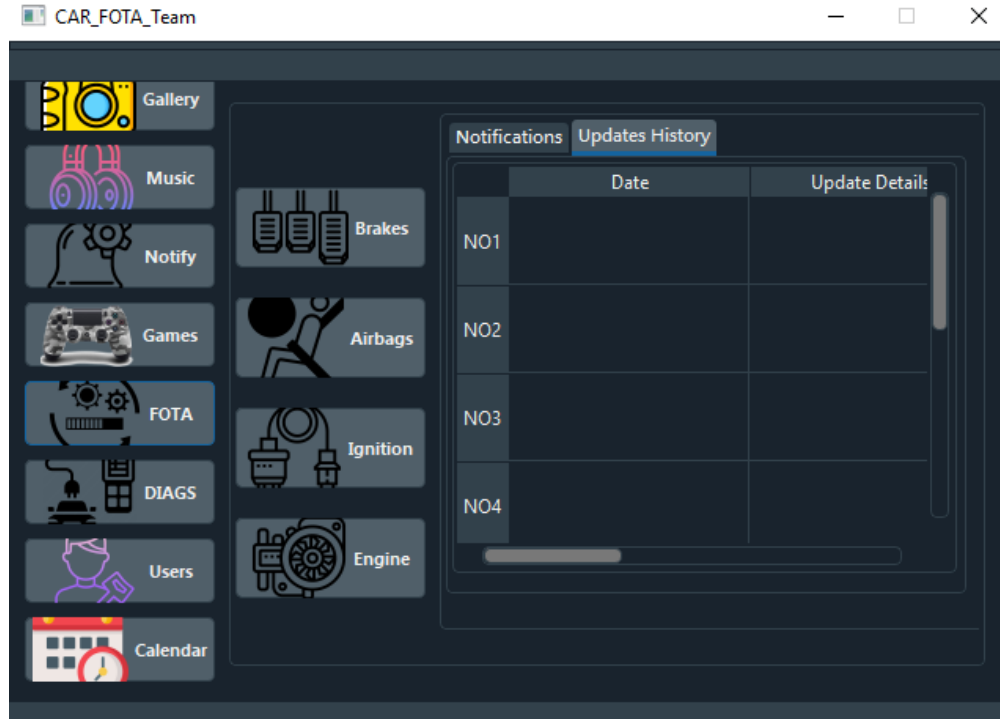 CAR_FOTA_Team
Gallery
Music
Notify
Games
FOTA
DIAGS
Users
Calendar
Brakes
Airbags
Ignition
Engine
Notifications Updates History
Date Update Details
NO1
NO2
NO3
NO4